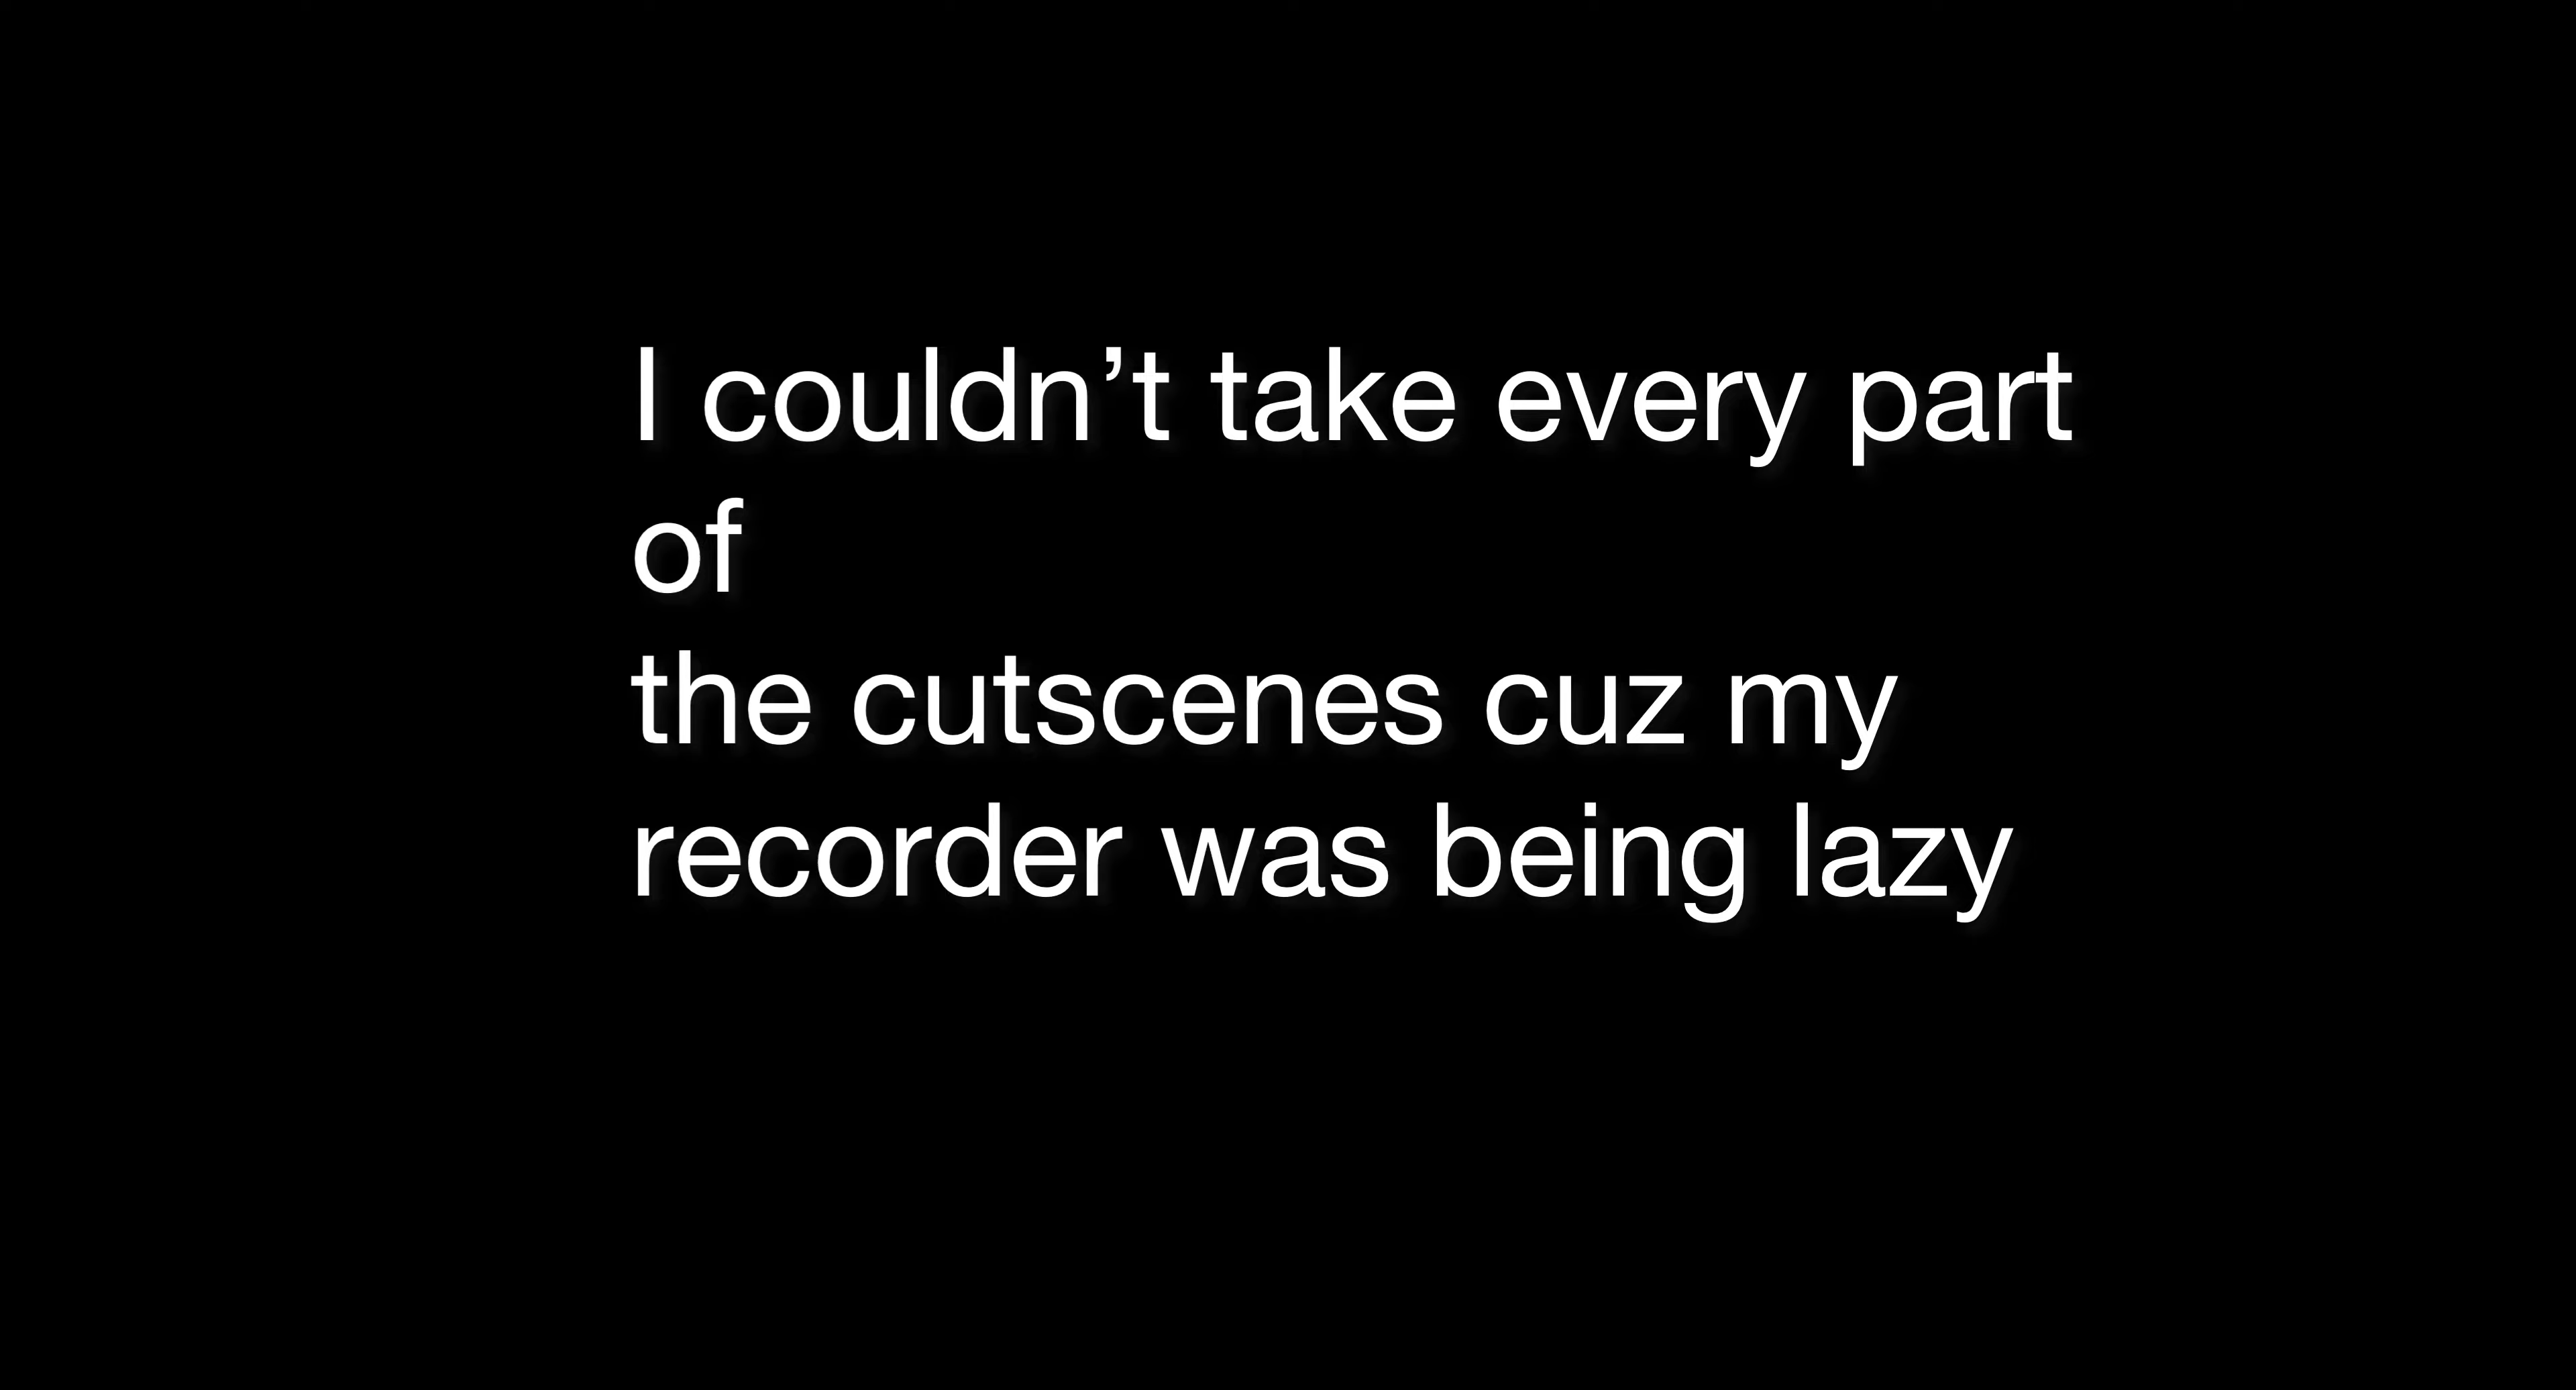 I couldn’t take every part
of
the cutscenes cuz my
recorder was being lazy